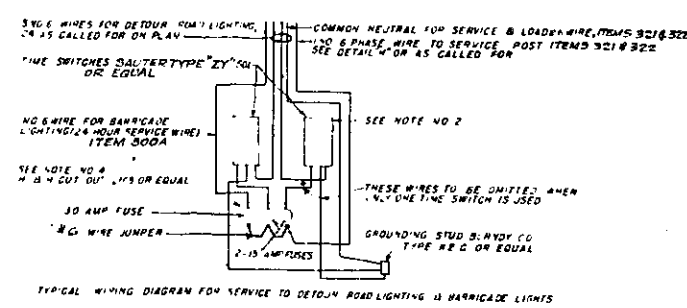 3 NO 6 WIRES FOR DETOUR ROAD LIGHTING,
OR AS CALLED FOR ON PLAN
COMMON NEUTRAL FOR SERVICE & LOADER WIRE, ITEMS 321 & 322
1 NO 6 PHASE WIRE TO SERVICE POST ITEMS 321 & 322
SEE DETAIL "H" OR AS CALLED FOR
TIME SWITCHES SAUTER TYPE "ZY"
OR EQUAL
NO 6 WIRE FOR BARRICADE
LIGHTING (24 HOUR SERVICE WIRE)
ITEM 800A
SEE NOTE NO 2
SEE NOTE NO 4
CUT OUT OR EQUAL
THESE WIRES TO BE OMITTED WHEN
ONLY ONE TIME SWITCH IS USED
30 AMP FUSE
WIRE JUMPER
2-15 AMP FUSES
GROUNDING STUD BURNDY CO
TYPE OR EQUAL
TYPICAL WIRING DIAGRAM FOR SERVICE TO DETOUR ROAD LIGHTING & BARRICADE LIGHTS